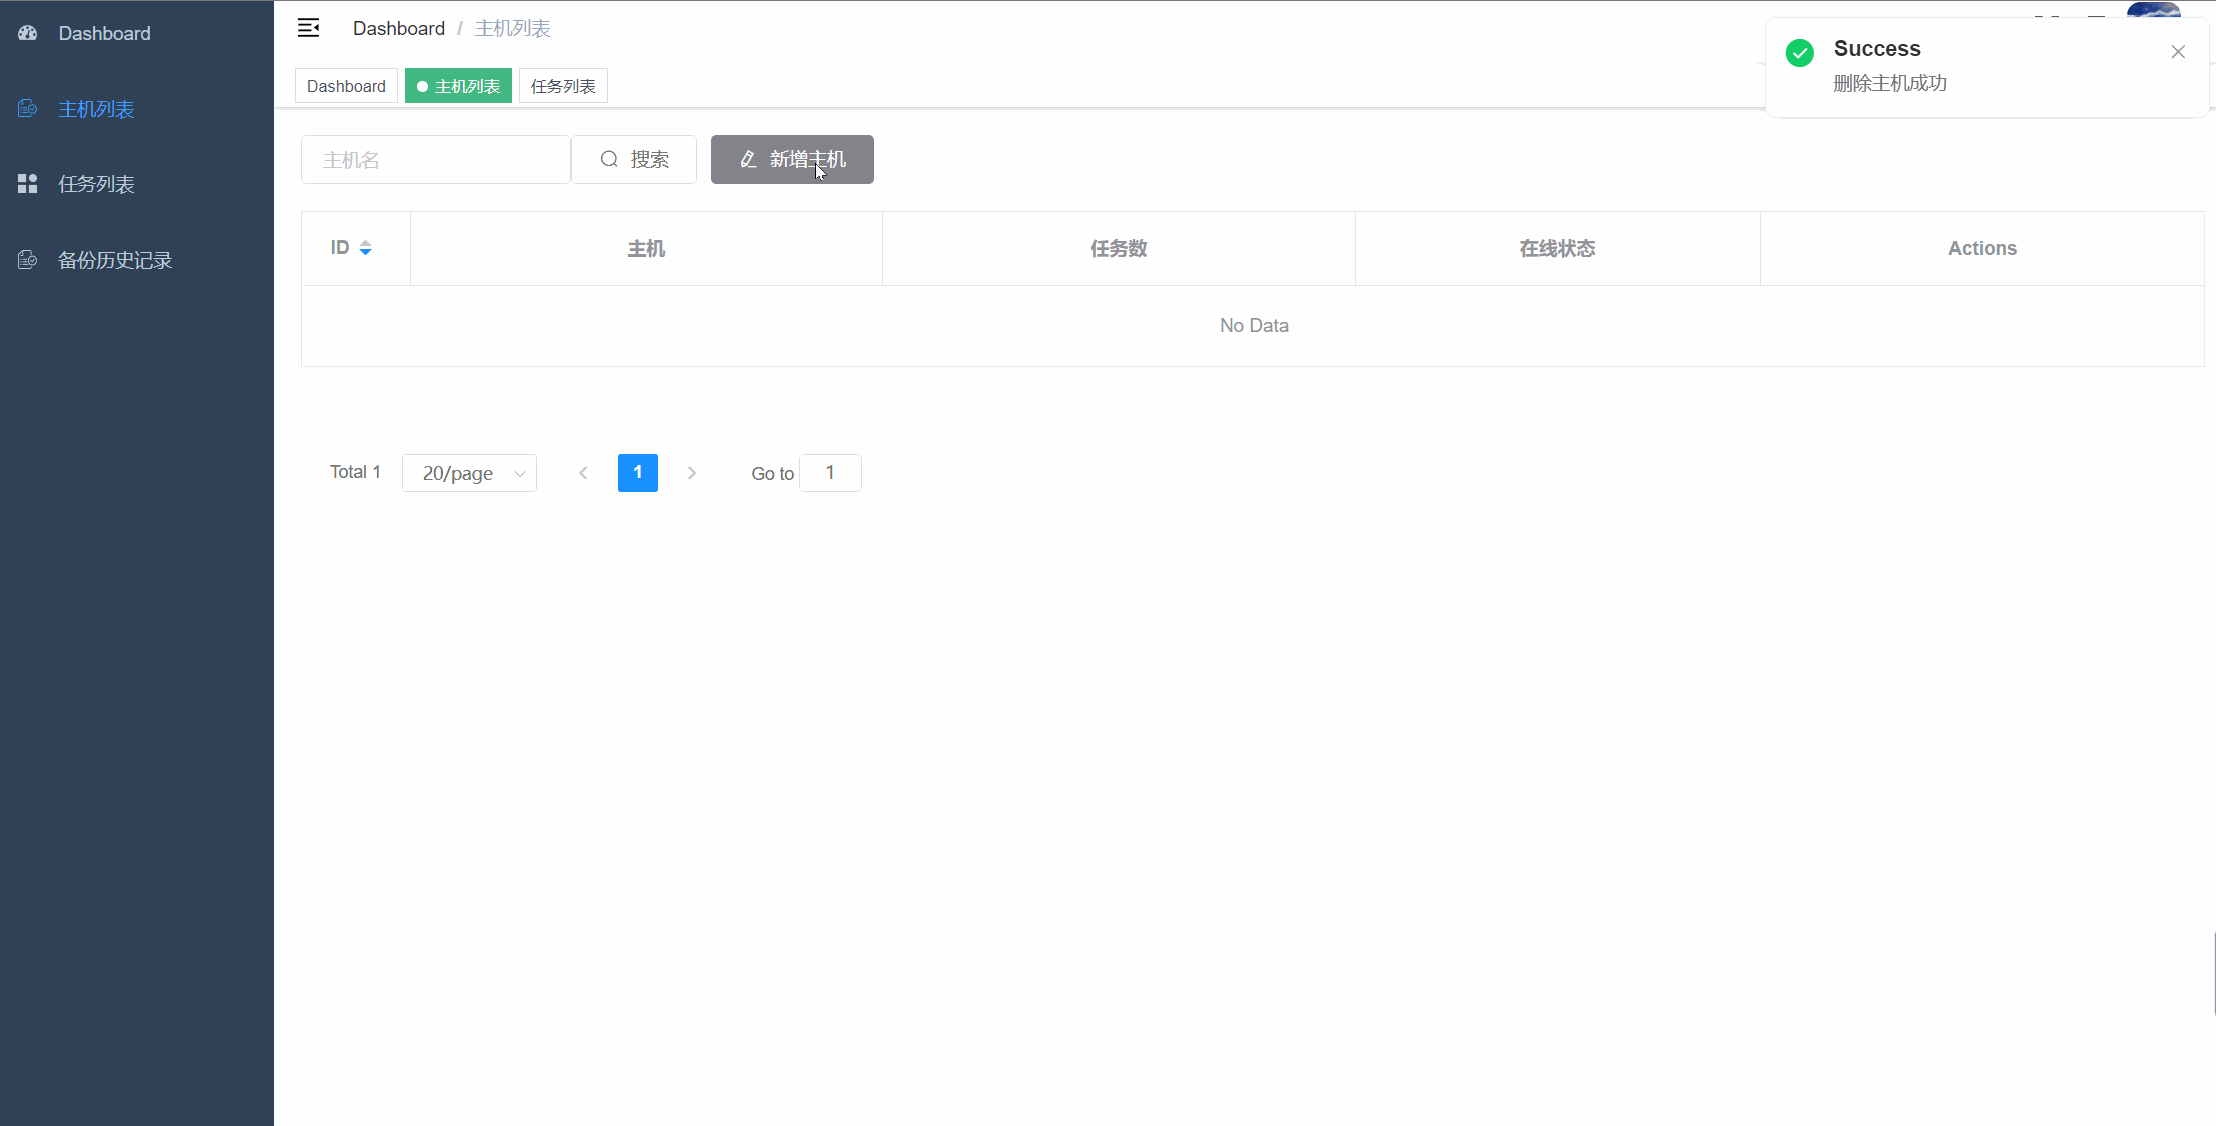 Dashboard
主机列表
任务列表
备份历史记录
Dashboard / 主机列表
Dashboard
主机列表
任务列表
Success
删除主机成功
主机名
搜索
新增主机
ID
主机
任务数
在线状态
Actions
No Data
Total 1
20/page
1
Go to
1